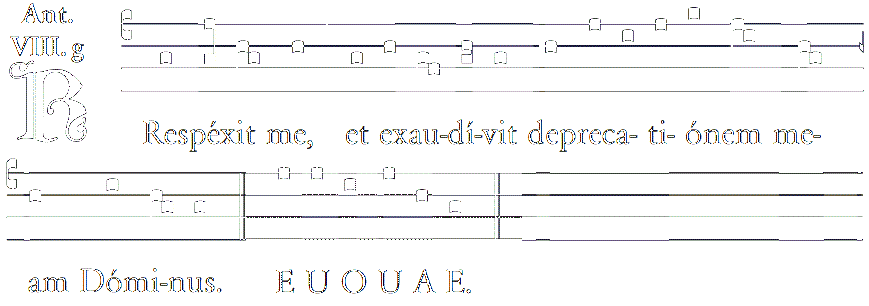 Ant.
VIII. g
R
Respéxit me, et exau-dí-vit depreca- ti- ónem me-
am Dómi-nus. E U O U A E.